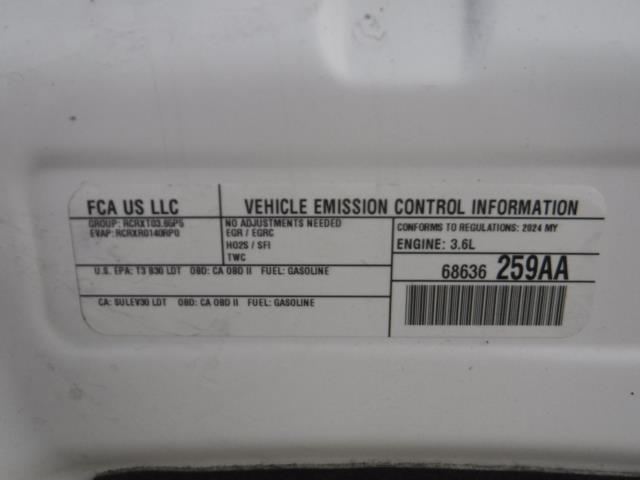 FCA US LLC
VEHICLE EMISSION CONTROL INFORMATION
GROUP: RCRXT03.65P5
EVAP: RCRXR0140RP0
NO ADJUSTMENTS NEEDED
EGR / EGRC
HO2S / SFI
TWC
CONFORMS TO REGULATIONS: 2024 MY
ENGINE: 3.6L
U.S. EPA: T3 B30 LDT OBD: CA OBD II FUEL: GASOLINE
68636 259AA
CA: SULEV30 LDT OBD: CA OBD II FUEL: GASOLINE